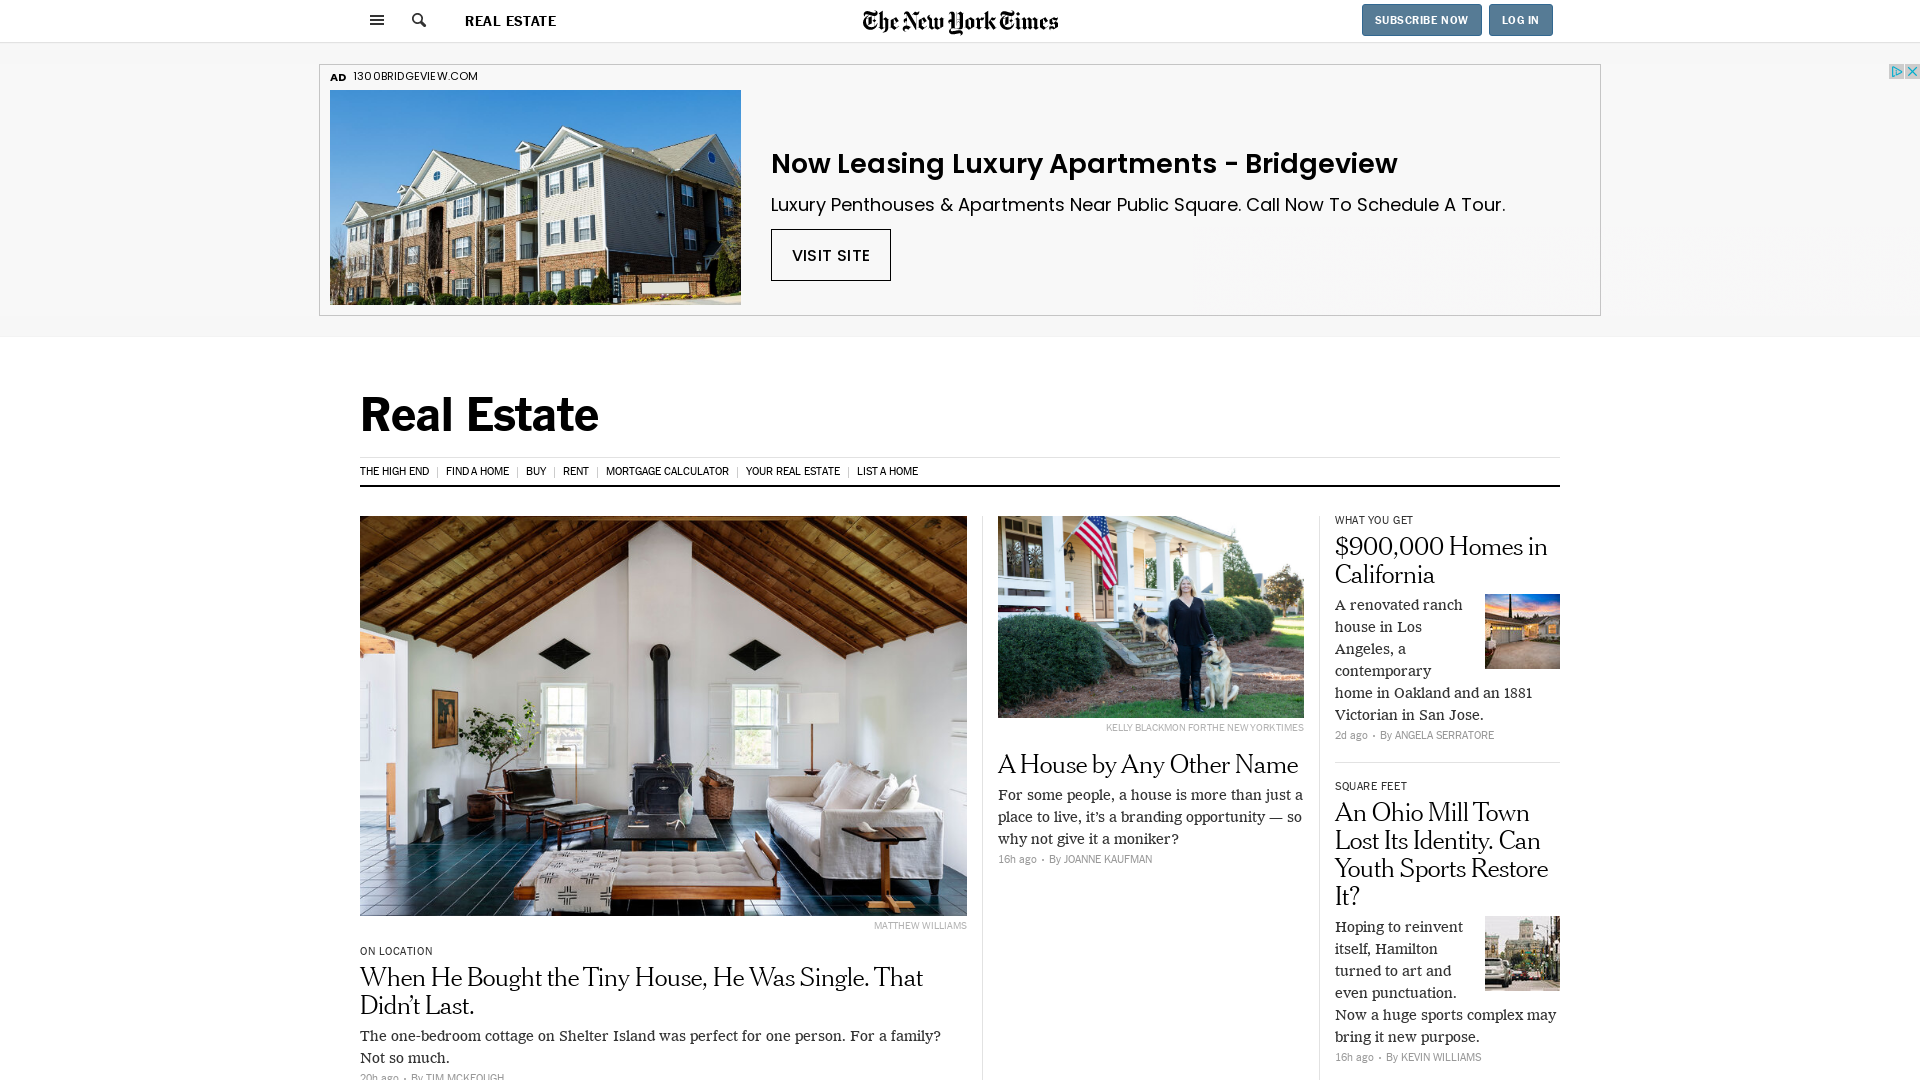 REAL ESTATE
The New York Times
SUBSCRIBE NOW
LOG IN
AD 1300BRIDGEVIEW.COM
Now Leasing Luxury Apartments - Bridgeview
Luxury Penthouses & Apartments Near Public Square. Call Now To Schedule A Tour.
VISIT SITE
Real Estate
THE HIGH END
FIND A HOME
BUY
RENT
MORTGAGE CALCULATOR
YOUR REAL ESTATE
LIST A HOME
MATTHEW WILLIAMS
ON LOCATION
When He Bought the Tiny House, He Was Single. That
Didn’t Last.
The one-bedroom cottage on Shelter Island was perfect for one person. For a family?
Not so much.
20h ago • By TIM MCKEOUGH
KELLY BLACKMON FOR THE NEW YORK TIMES
A House by Any Other Name
For some people, a house is more than just a
place to live, it’s a branding opportunity — so
why not give it a moniker?
16h ago • By JOANNE KAUFMAN
WHAT YOU GET
$900,000 Homes in
California
A renovated ranch
house in Los
Angeles, a
contemporary
home in Oakland and an 1881
Victorian in San Jose.
2d ago • By ANGELA SERRATORE
SQUARE FEET
An Ohio Mill Town
Lost Its Identity. Can
Youth Sports Restore
It?
Hoping to reinvent
itself, Hamilton
turned to art and
even punctuation.
Now a huge sports complex may
bring it new purpose.
16h ago • By KEVIN WILLIAMS